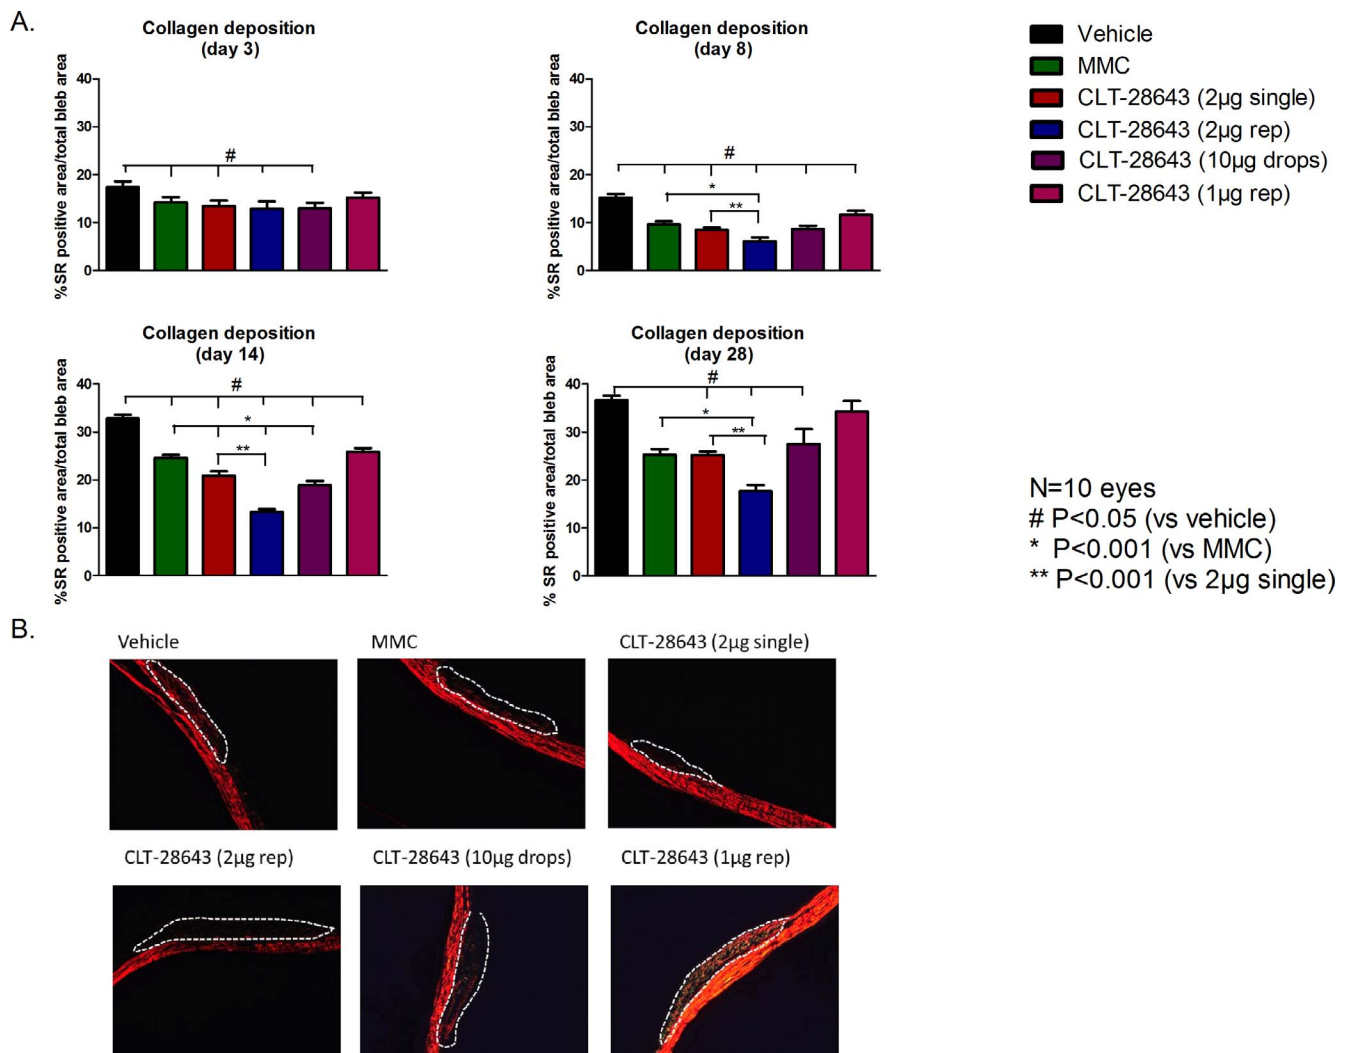 A.
Collagen deposition
(day 3)
%SR positive area/total bleb area
40
30
20
10
0
#
Collagen deposition
(day 8)
%SR positive area/total bleb area
40
30
20
10
0
#
*
**
Vehicle
MMC
CLT-28643 (2µg single)
CLT-28643 (2µg rep)
CLT-28643 (10µg drops)
CLT-28643 (1µg rep)
Collagen deposition
(day 14)
%SR positive area/total bleb area
40
30
20
10
0
#
*
**
Collagen deposition
(day 28)
% SR positive area/total bleb area
40
30
20
10
0
#
*
**
N=10 eyes
# P<0.05 (vs vehicle)
* P<0.001 (vs MMC)
** P<0.001 (vs 2µg single)
B.
Vehicle
MMC
CLT-28643 (2µg single)
CLT-28643 (2µg rep)
CLT-28643 (10µg drops)
CLT-28643 (1µg rep)